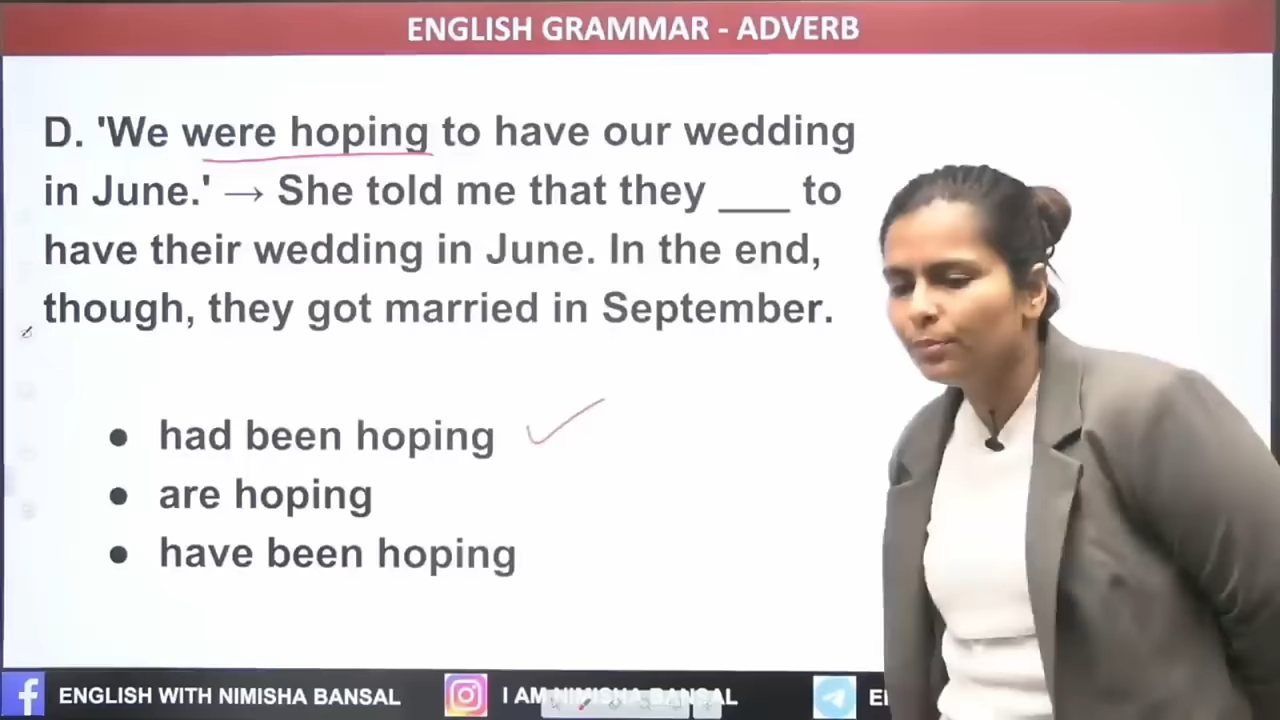 ENGLISH GRAMMAR - ADVERB
D. 'We were hoping to have our wedding
in June.' → She told me that they ___ to
have their wedding in June. In the end,
though, they got married in September.
● had been hoping
● are hoping
● have been hoping
ENGLISH WITH NIMISHA BANSAL I AM NIMISHA BANSAL